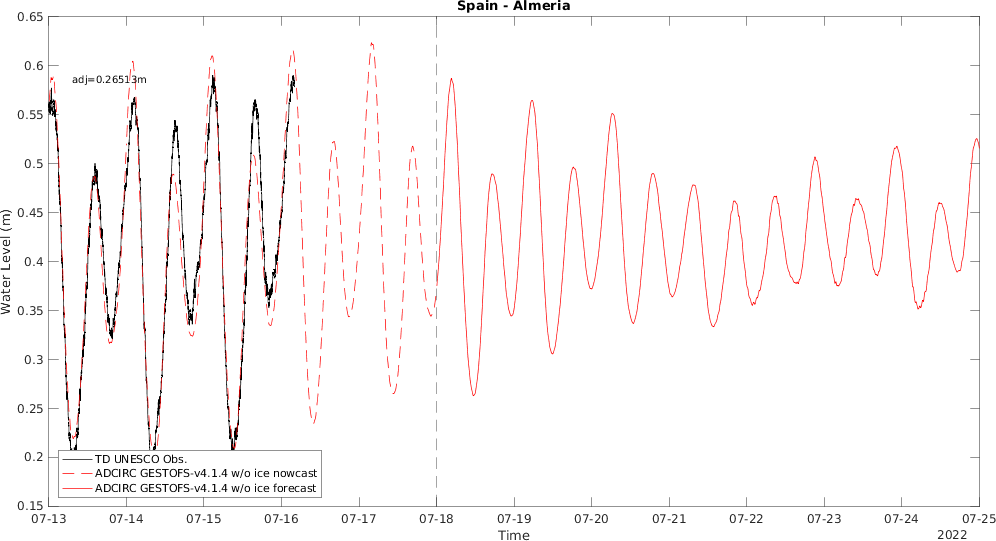 Spain - Almeria
adj=0.26513m
Water Level (m)
0.65
0.6
0.55
0.5
0.45
0.4
0.35
0.3
0.25
0.2
0.15
TD UNESCO Obs.
ADCIRC GESTOFS-v4.1.4 w/o ice nowcast
ADCIRC GESTOFS-v4.1.4 w/o ice forecast
07-13 07-14 07-15 07-16 07-17 07-18 07-19 07-20 07-21 07-22 07-23 07-24 07-25
Time
2022